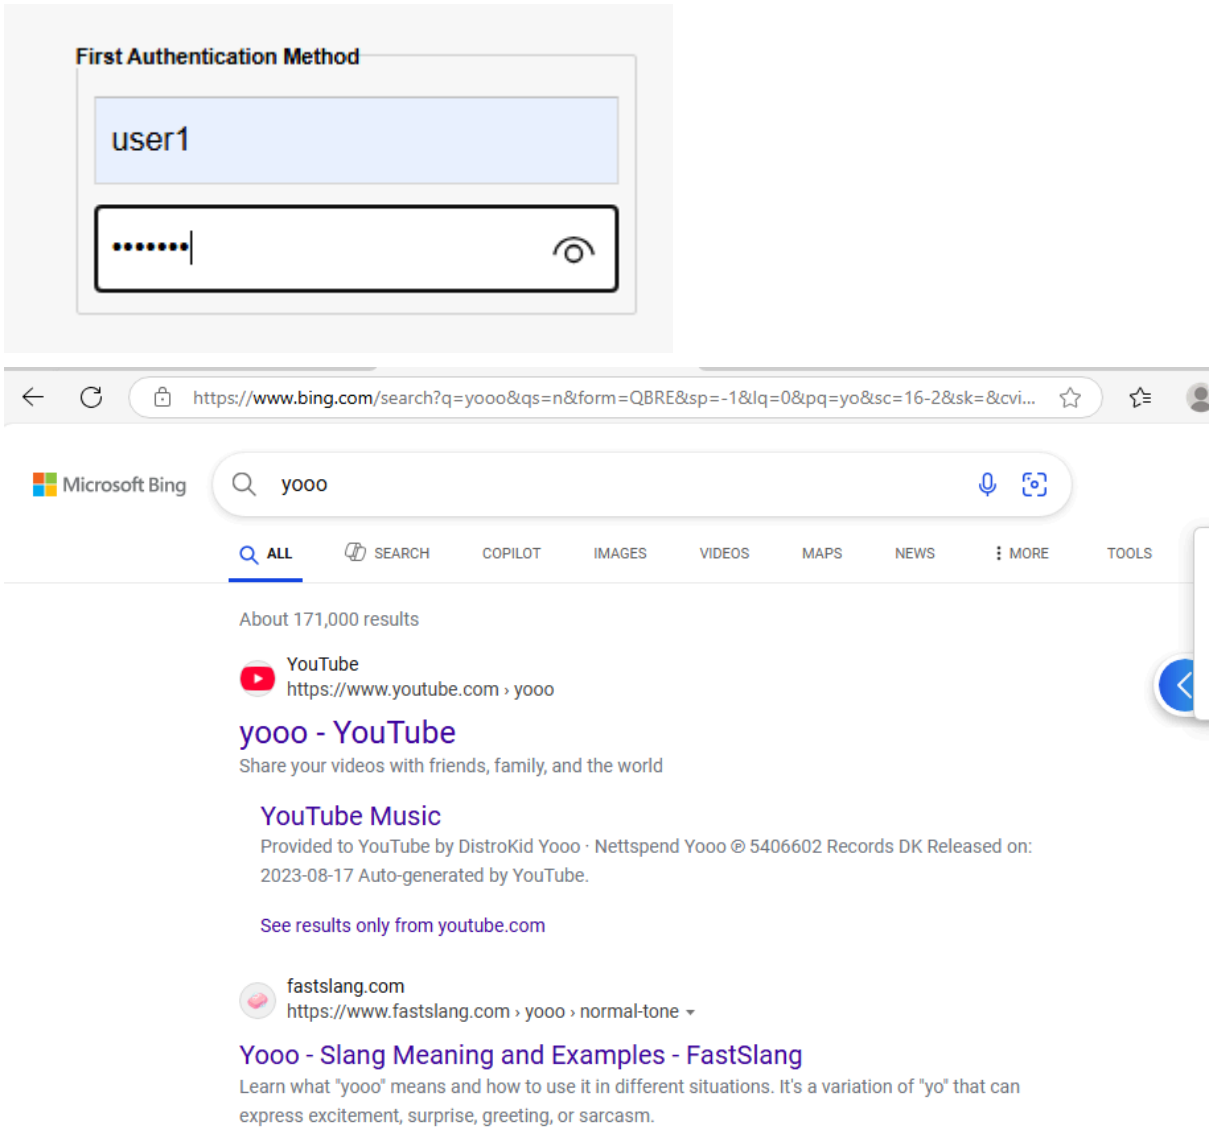 First Authentication Method
user1
•••••••
https://www.bing.com/search?q=yooo&qs=n&form=QBRE&sp=-1&lq=0&pq=yo&sc=16-2&sk=&cvi...
Microsoft Bing
yooo
ALL SEARCH COPILOT IMAGES VIDEOS MAPS NEWS MORE TOOLS
About 171,000 results
YouTube
https://www.youtube.com › yooo
yooo - YouTube
Share your videos with friends, family, and the world
YouTube Music
Provided to YouTube by DistroKid Yooo · Nettspend Yooo ℗ 5406602 Records DK Released on:
2023-08-17 Auto-generated by YouTube.
See results only from youtube.com
fastslang.com
https://www.fastslang.com › yooo › normal-tone
Yooo - Slang Meaning and Examples - FastSlang
Learn what "yooo" means and how to use it in different situations. It's a variation of "yo" that can
express excitement, surprise, greeting, or sarcasm.